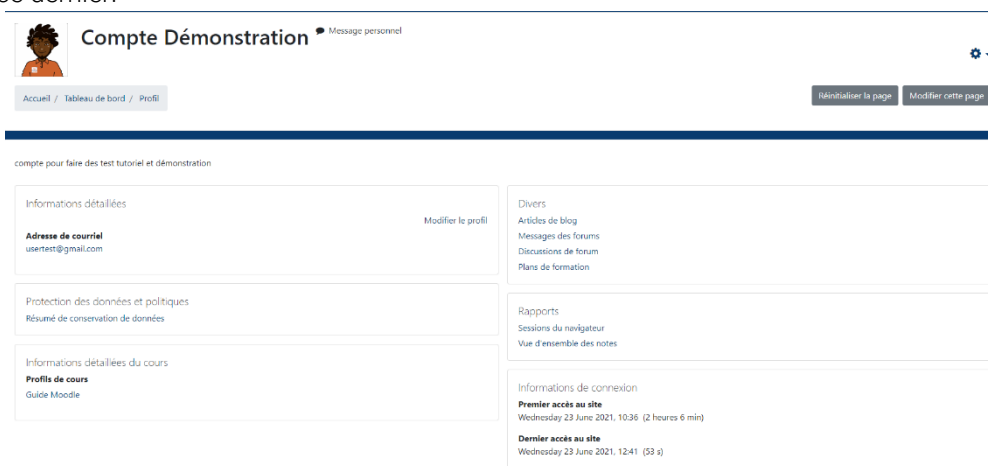 ce dernier.
Compte Démonstration
Message personnel
Accueil / Tableau de bord / Profil
Réinitialiser la page
Modifier cette page
compte pour faire des test tutoriel et démonstration
Informations détaillées
Modifier le profil
Adresse de courriel
usertest@gmail.com
Protection des données et politiques
Résumé de conservation de données
Informations détaillées du cours
Profils de cours
Guide Moodle
Divers
Articles de blog
Messages des forums
Discussions de forum
Plans de formation
Rapports
Sessions du navigateur
Vue d'ensemble des notes
Informations de connexion
Premier accès au site
Wednesday 23 June 2021, 10:36 (2 heures 6 min)
Dernier accès au site
Wednesday 23 June 2021, 12:41 (53 s)